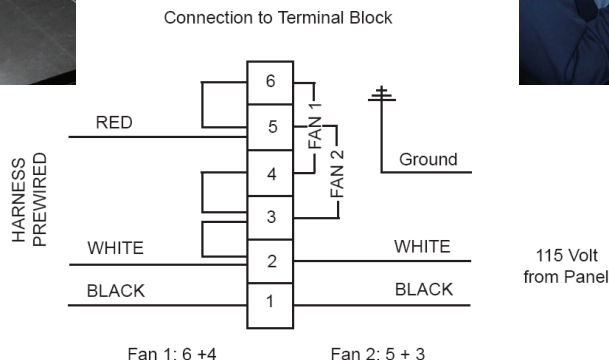 Connection to Terminal Block
6
5
4
3
2
1
RED
WHITE
BLACK
HARNESS
PREWIRED
FAN 1
FAN 2
Ground
WHITE
BLACK
115 Volt
from Panel
Fan 1: 6 +4
Fan 2: 5 + 3